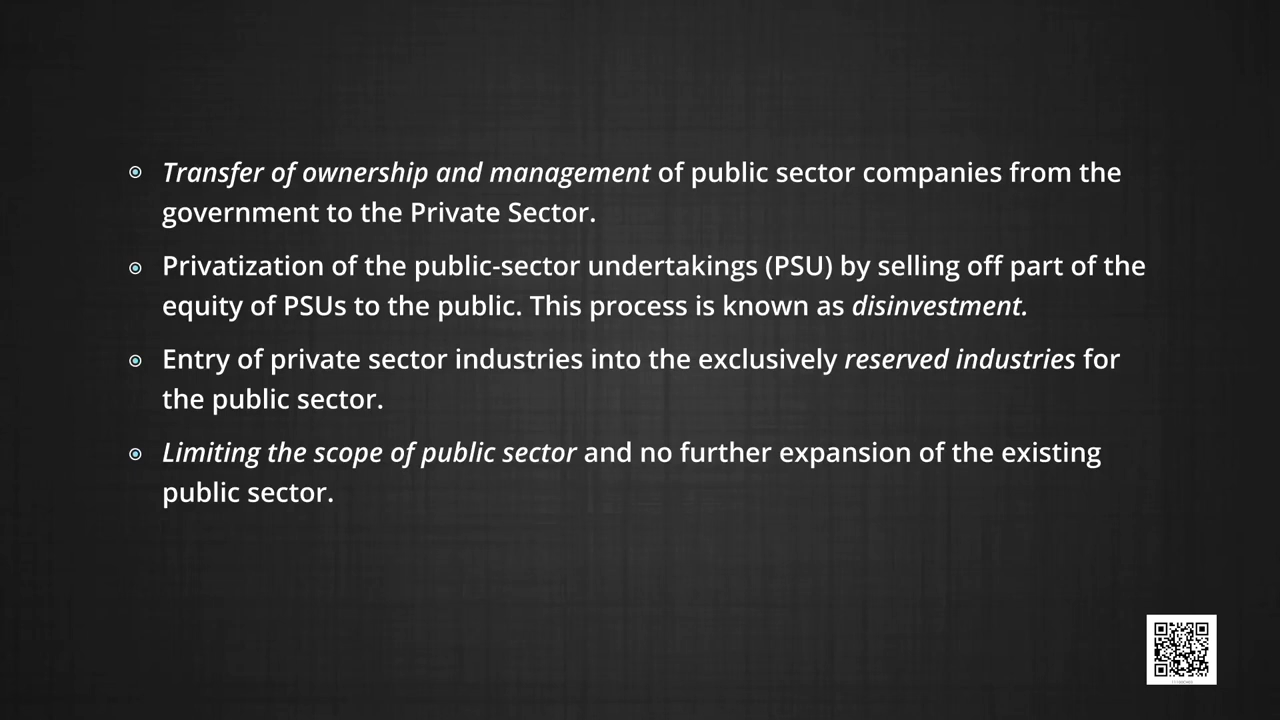 Transfer of ownership and management of public sector companies from the
government to the Private Sector.
Privatization of the public-sector undertakings (PSU) by selling off part of the
equity of PSUs to the public. This process is known as disinvestment.
Entry of private sector industries into the exclusively reserved industries for
the public sector.
Limiting the scope of public sector and no further expansion of the existing
public sector.